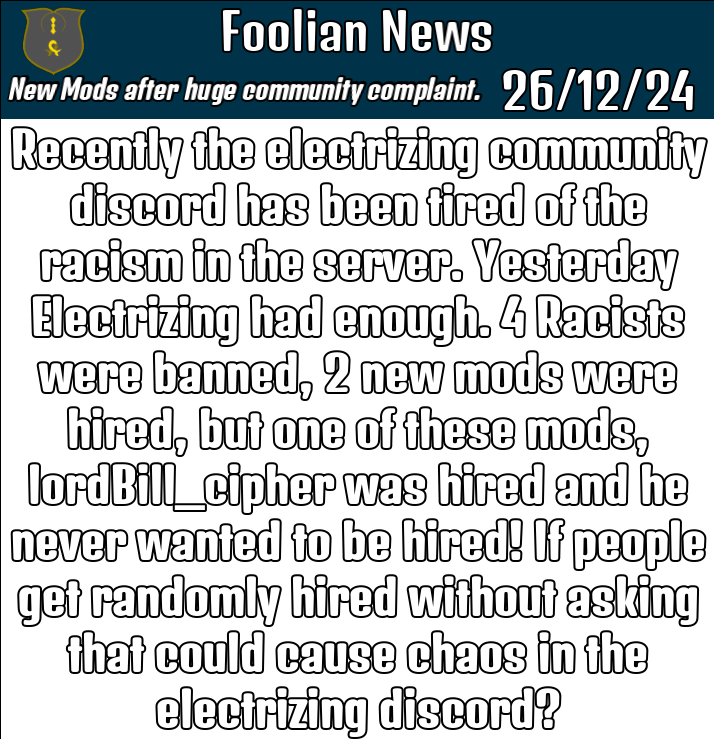 Foolian News
New Mods after huge community complaint.
26/12/24
Recently the electrizing community
discord has been tired of the
racism in the server. Yesterday
Electrizing had enough. 4 Racists
were banned, 2 new mods were
hired, but one of these mods,
lordBill_cipher was hired and he
never wanted to be hired! If people
get randomly hired without asking
that could cause chaos in the
electrizing discord?